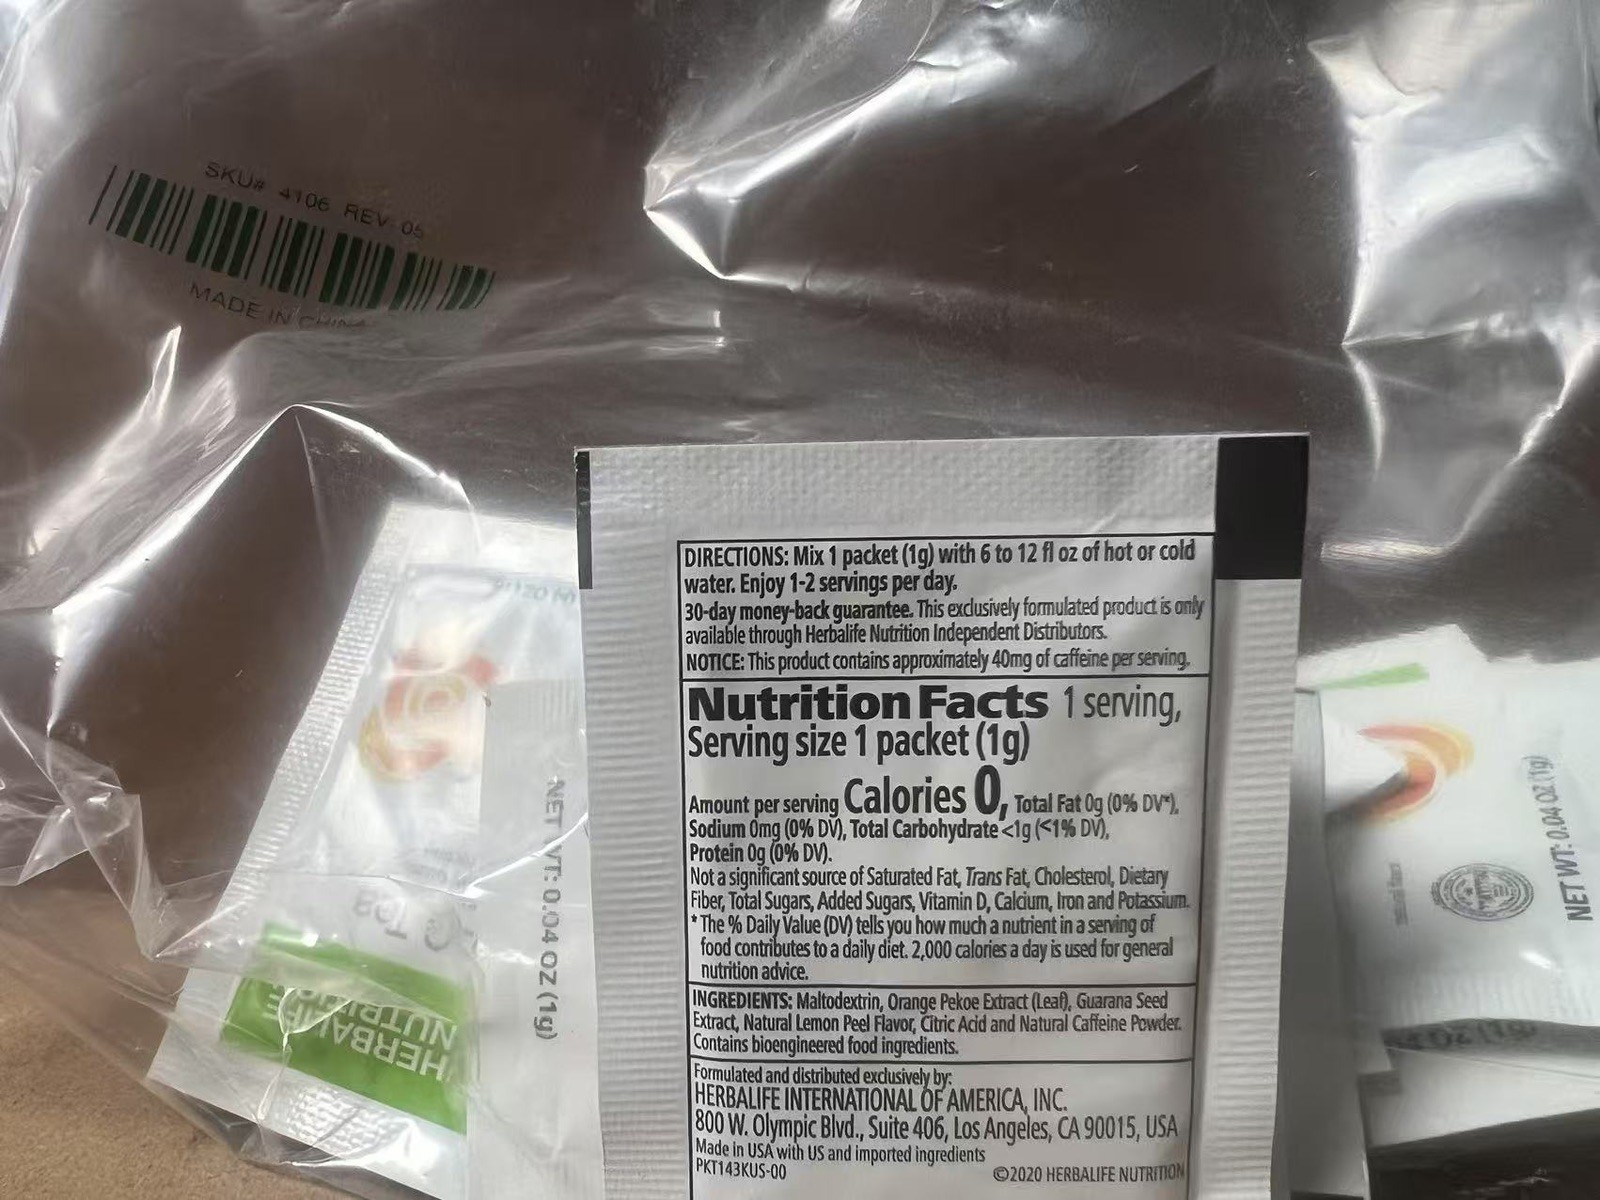 SKU# 4106 REV 05
MADE IN CHINA
DIRECTIONS: Mix 1 packet (1g) with 6 to 12 fl oz of hot or cold
water. Enjoy 1-2 servings per day.
30-day money-back guarantee. This exclusively formulated product is only
available through Herbalife Nutrition Independent Distributors.
NOTICE: This product contains approximately 40mg of caffeine per serving.
Nutrition Facts 1 serving,
Serving size 1 packet (1g)
Amount per serving Calories 0, Total Fat 0g (0% DV*),
Sodium 0mg (0% DV), Total Carbohydrate <1g (<1% DV),
Protein 0g (0% DV).
Not a significant source of Saturated Fat, Trans Fat, Cholesterol, Dietary
Fiber, Total Sugars, Added Sugars, Vitamin D, Calcium, Iron and Potassium.
* The % Daily Value (DV) tells you how much a nutrient in a serving of
food contributes to a daily diet. 2,000 calories a day is used for general
nutrition advice.
INGREDIENTS: Maltodextrin, Orange Pekoe Extract (Leaf), Guarana Seed
Extract, Natural Lemon Peel Flavor, Citric Acid and Natural Caffeine Powder.
Contains bioengineered food ingredients.
Formulated and distributed exclusively by:
HERBALIFE INTERNATIONAL OF AMERICA, INC.
800 W. Olympic Blvd., Suite 406, Los Angeles, CA 90015, USA
Made in USA with US and imported ingredients
PKT143KUS-00 ©2020 HERBALIFE NUTRITION
NET WT: 0.04 OZ (1g)
HERBALIFE
NUTRITION
NET WT: 0.04 OZ (1g)